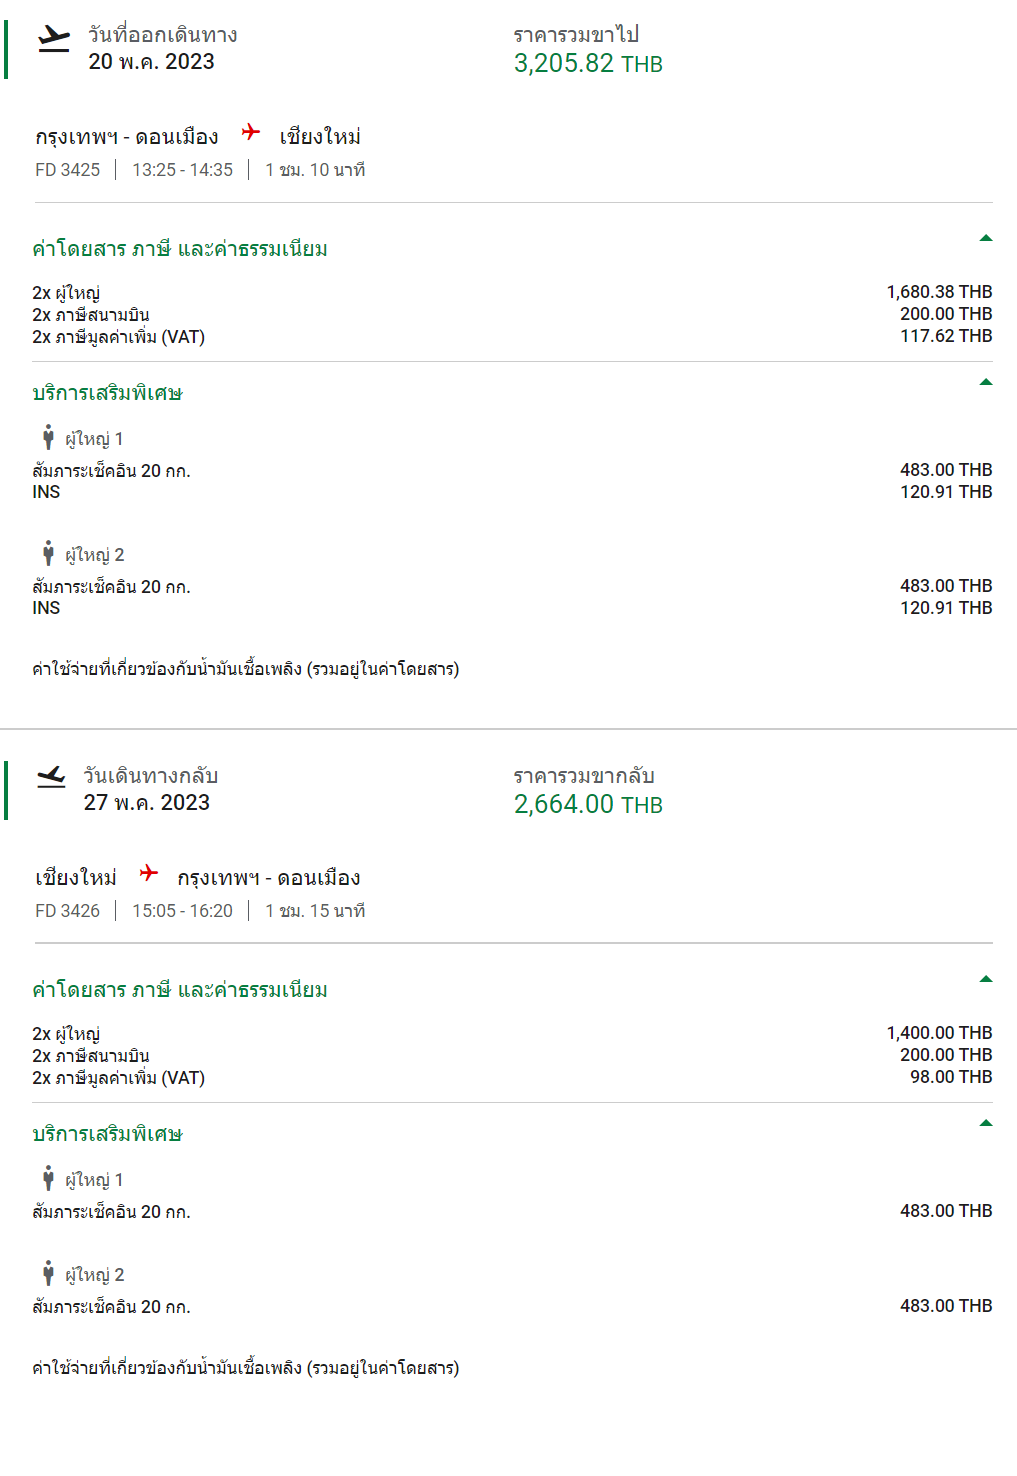 วันที่ออกเดินทาง
20 พ.ค. 2023
ราคารวมขาไป
3,205.82 THB
กรุงเทพฯ - ดอนเมือง เชียงใหม่
FD 3425 13:25 - 14:35 1 ชม. 10 นาที
ค่าโดยสาร ภาษี และค่าธรรมเนียม
2x ผู้ใหญ่ 1,680.38 THB
2x ภาษีสนามบิน 200.00 THB
2x ภาษีมูลค่าเพิ่ม (VAT) 117.62 THB
บริการเสริมพิเศษ
ผู้ใหญ่ 1
สัมภาระเช็คอิน 20 กก. 483.00 THB
INS 120.91 THB
ผู้ใหญ่ 2
สัมภาระเช็คอิน 20 กก. 483.00 THB
INS 120.91 THB
ค่าใช้จ่ายที่เกี่ยวข้องกับน้ำมันเชื้อเพลิง (รวมอยู่ในค่าโดยสาร)
วันเดินทางกลับ
27 พ.ค. 2023
ราคารวมขากลับ
2,664.00 THB
เชียงใหม่ กรุงเทพฯ - ดอนเมือง
FD 3426 15:05 - 16:20 1 ชม. 15 นาที
ค่าโดยสาร ภาษี และค่าธรรมเนียม
2x ผู้ใหญ่ 1,400.00 THB
2x ภาษีสนามบิน 200.00 THB
2x ภาษีมูลค่าเพิ่ม (VAT) 98.00 THB
บริการเสริมพิเศษ
ผู้ใหญ่ 1
สัมภาระเช็คอิน 20 กก. 483.00 THB
ผู้ใหญ่ 2
สัมภาระเช็คอิน 20 กก. 483.00 THB
ค่าใช้จ่ายที่เกี่ยวข้องกับน้ำมันเชื้อเพลิง (รวมอยู่ในค่าโดยสาร)